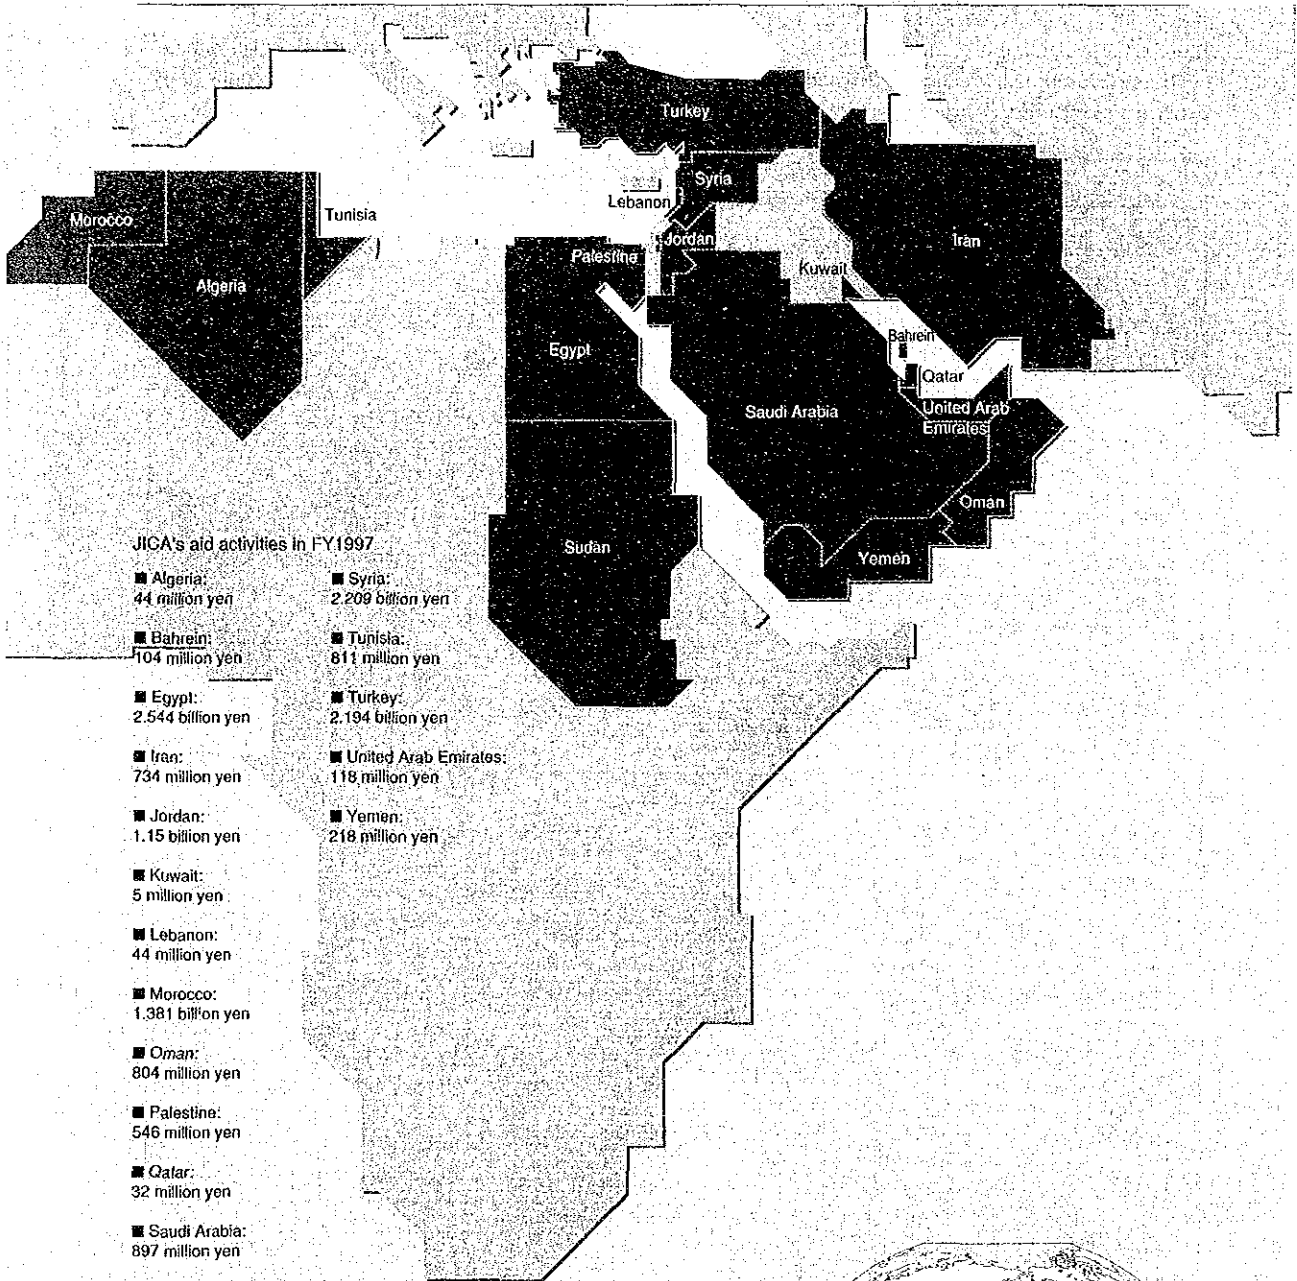 Turkey
Syria
Lebanon
Morocco
Tunisia
Jordan
Iran
Palestine
Kuwait
Algeria
Bahrein
Egypt
Qatar
Saudi Arabia
United Arab
Emirates
Oman
Sudan
Yemen
JICA's aid activities in FY1997
■ Algeria:
44 million yen
■ Bahrein:
104 million yen
■ Egypt:
2.544 billion yen
■ Iran:
734 million yen
■ Jordan:
1.15 billion yen
■ Kuwait:
5 million yen
■ Lebanon:
44 million yen
■ Morocco:
1.381 billion yen
■ Oman:
804 million yen
■ Palestine:
546 million yen
■ Qatar:
32 million yen
■ Saudi Arabia:
897 million yen
■ Syria:
2.209 billion yen
■ Tunisia:
811 million yen
■ Turkey:
2.194 billion yen
■ United Arab Emirates:
118 million yen
■ Yemen:
218 million yen